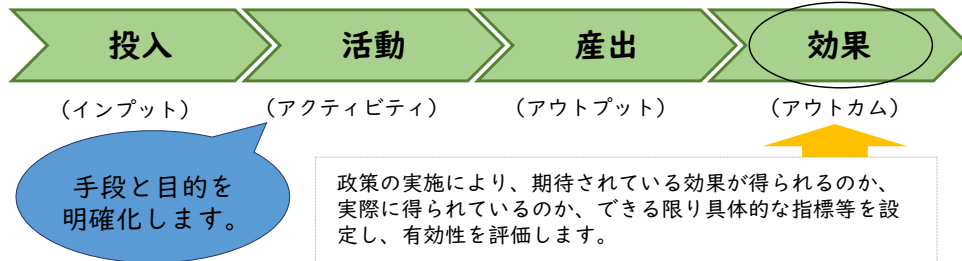 投入
活動
産出
効果
（インプット）
（アクティビティ）
（アウトプット）
（アウトカム）
手段と目的を
明確化します。
政策の実施により、期待されている効果が得られるのか、
実際に得られているのか、できる限り具体的な指標等を設
定し、有効性を評価します。